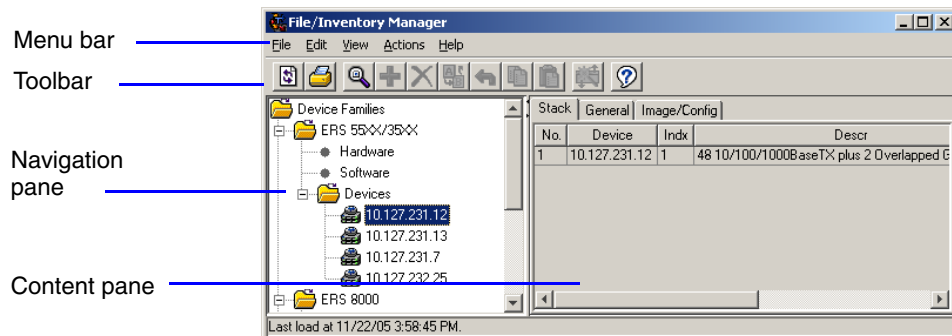 File/Inventory Manager
Menu bar
File Edit View Actions Help
Toolbar
Device Families
ERS 55XX/35XX
Hardware
Software
Devices
10.127.231.12
10.127.231.13
10.127.231.7
10.127.232.25
ERS 8000
Navigation
pane
Stack General Image/Config
No. Device Indx Descr
1 10.127.231.12 1 48 10/100/1000BaseTX plus 2 Overlapped G
Content pane
Last load at 11/22/05 3:58:45 PM.